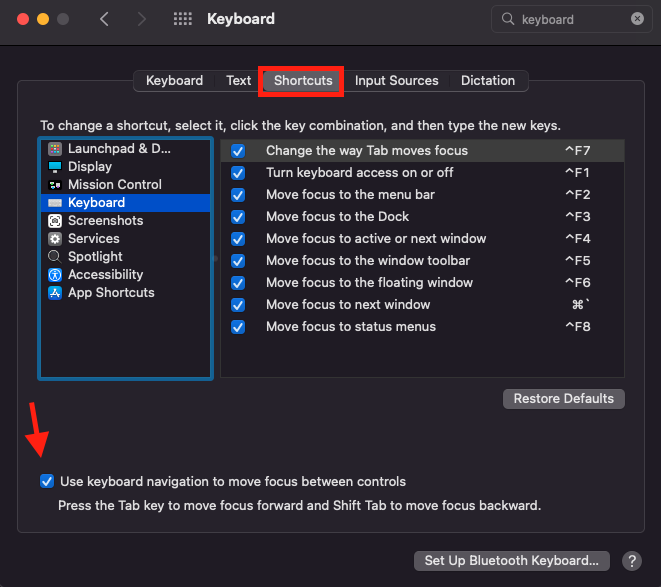 Keyboard
keyboard
Keyboard Text Shortcuts Input Sources Dictation
To change a shortcut, select it, click the key combination, and then type the new keys.
Launchpad & D...
Display
Mission Control
Keyboard
Screenshots
Services
Spotlight
Accessibility
App Shortcuts
Change the way Tab moves focus ^F7
Turn keyboard access on or off ^F1
Move focus to the menu bar ^F2
Move focus to the Dock ^F3
Move focus to active or next window ^F4
Move focus to the window toolbar ^F5
Move focus to the floating window ^F6
Move focus to next window ⌘`
Move focus to status menus ^F8
Restore Defaults
Use keyboard navigation to move focus between controls
Press the Tab key to move focus forward and Shift Tab to move focus backward.
Set Up Bluetooth Keyboard... ?